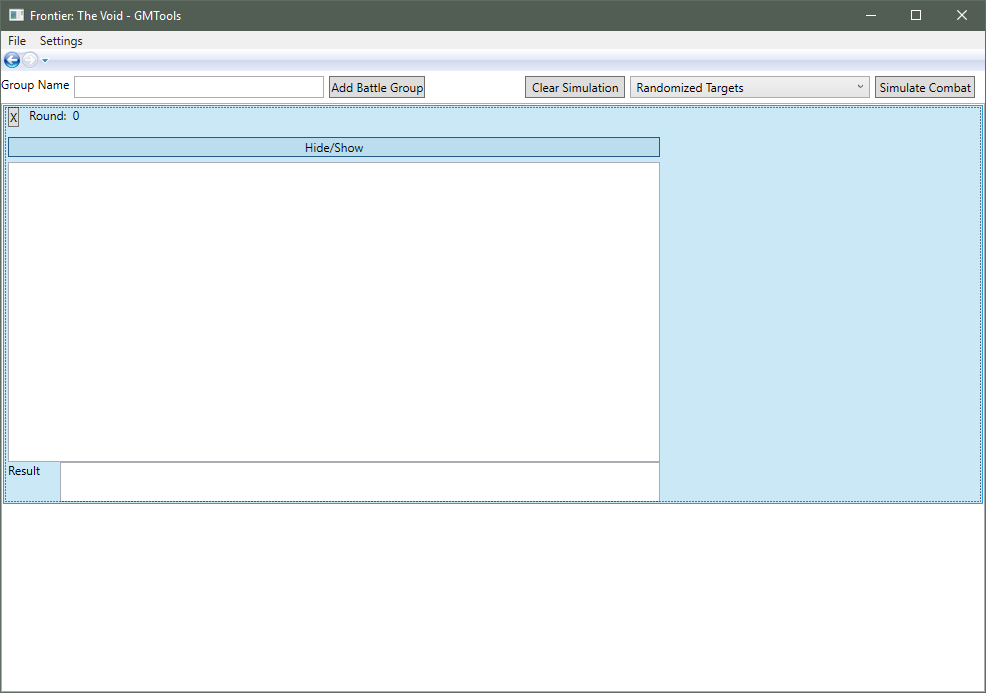 Frontier: The Void - GMTools
File Settings
Group Name Add Battle Group Clear Simulation Randomized Targets Simulate Combat
X Round: 0
Hide/Show
Result